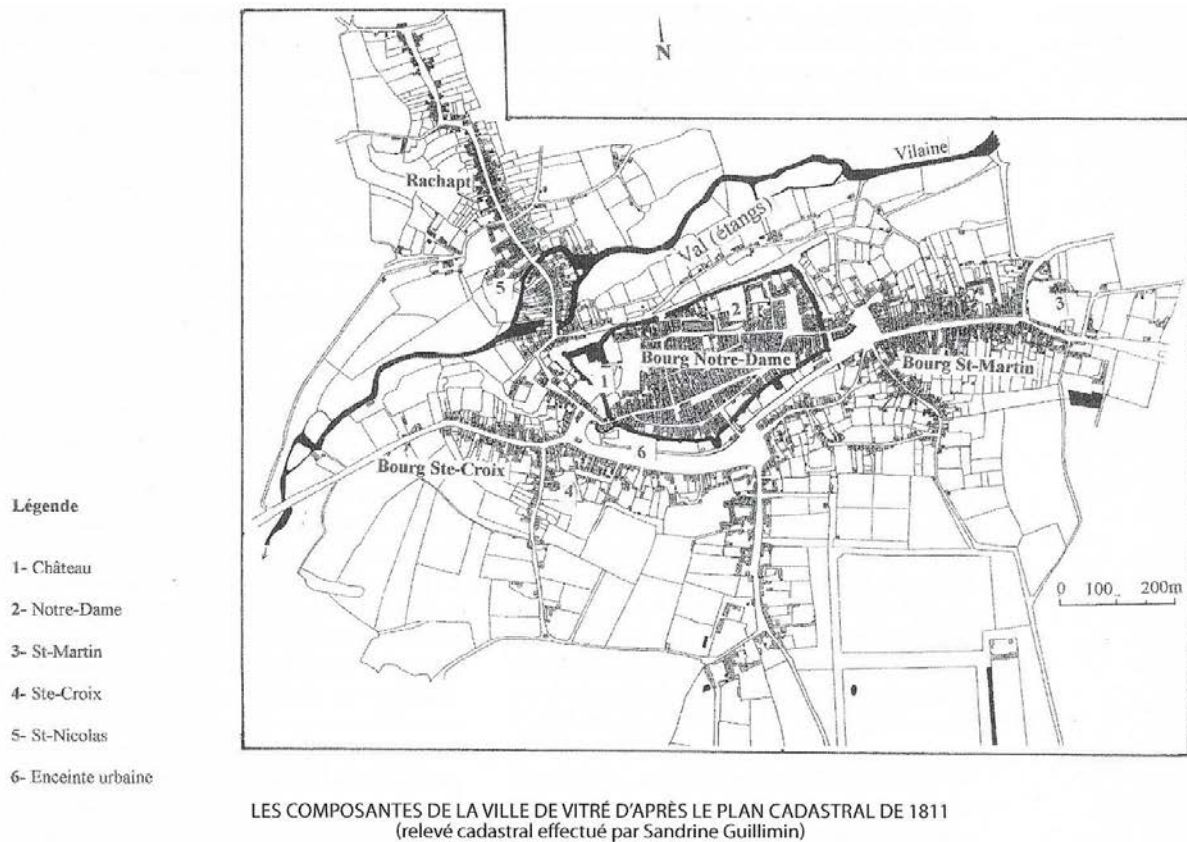 N
Vilaine
Rachapt
Val (étangs)
5
2
3
Bourg Notre-Dame
Bourg St-Martin
1
6
Bourg Ste-Croix
4
0 100 200m
Légende
1- Château
2- Notre-Dame
3- St-Martin
4- Ste-Croix
5- St-Nicolas
6- Enceinte urbaine
LES COMPOSANTES DE LA VILLE DE VITRÉ D'APRÈS LE PLAN CADASTRAL DE 1811
(relevé cadastral effectué par Sandrine Guillimin)